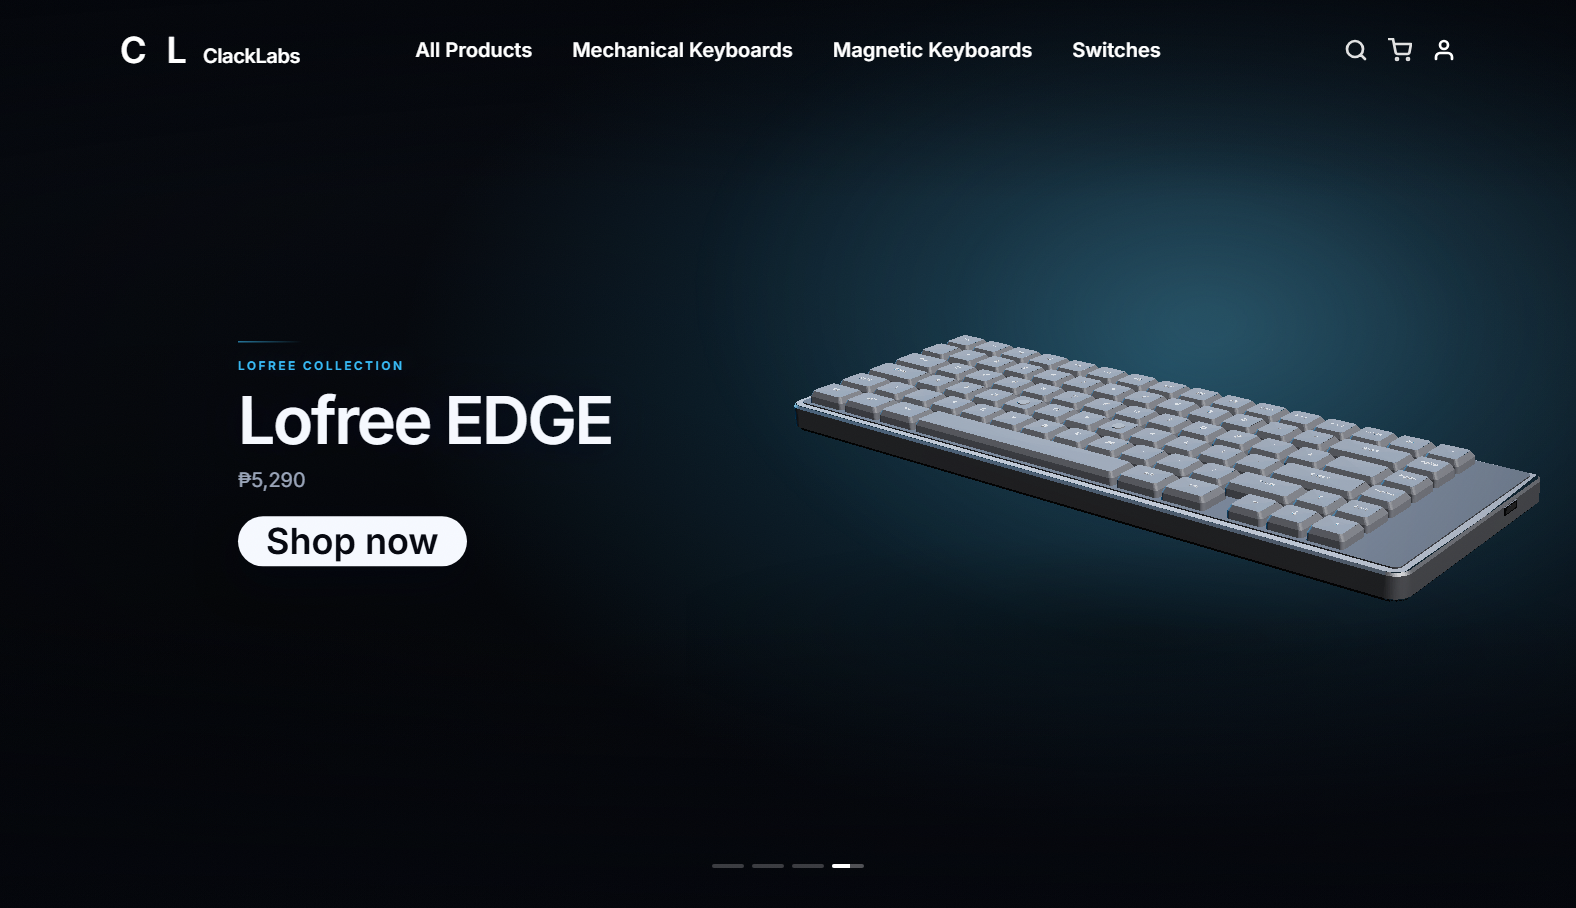 C L ClackLabs
All Products Mechanical Keyboards Magnetic Keyboards Switches
LOFREE COLLECTION
Lofree EDGE
₱5,290
Shop now